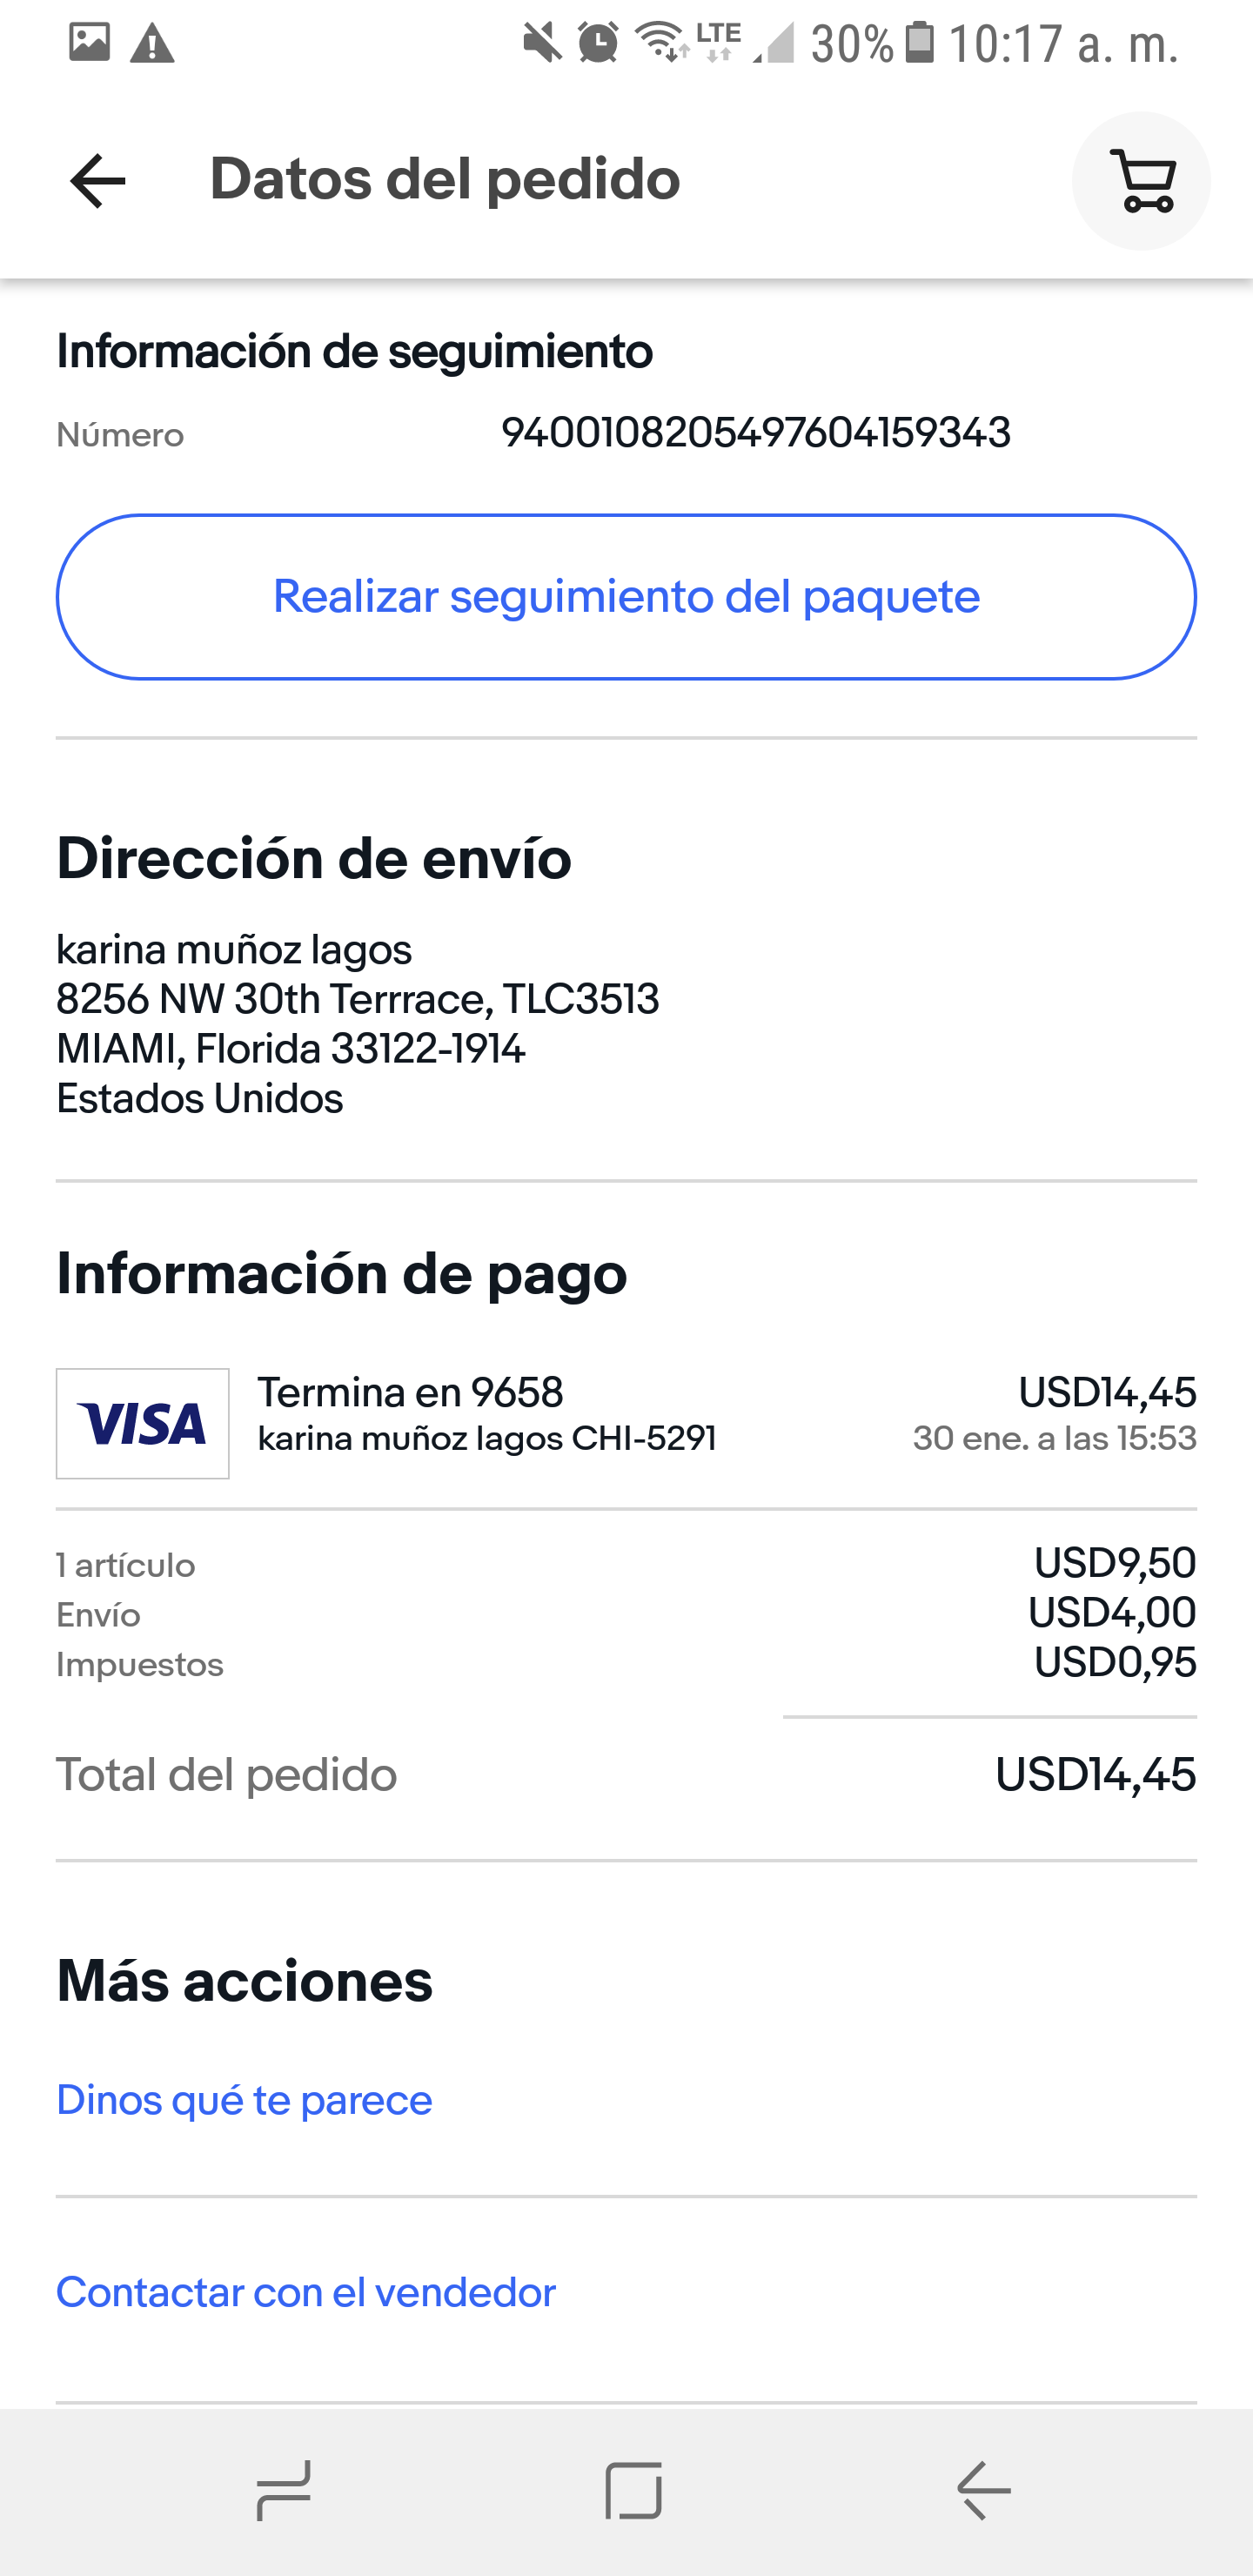 LTE 30% 10:17 a. m.
Datos del pedido
Información de seguimiento
Número 9400108205497604159343
Realizar seguimiento del paquete
Dirección de envío
karina muñoz lagos
8256 NW 30th Terrrace, TLC3513
MIAMI, Florida 33122-1914
Estados Unidos
Información de pago
VISA Termina en 9658 USD14,45
karina muñoz lagos CHI-5291 30 ene. a las 15:53
1 artículo USD9,50
Envío USD4,00
Impuestos USD0,95
Total del pedido USD14,45
Más acciones
Dinos qué te parece
Contactar con el vendedor